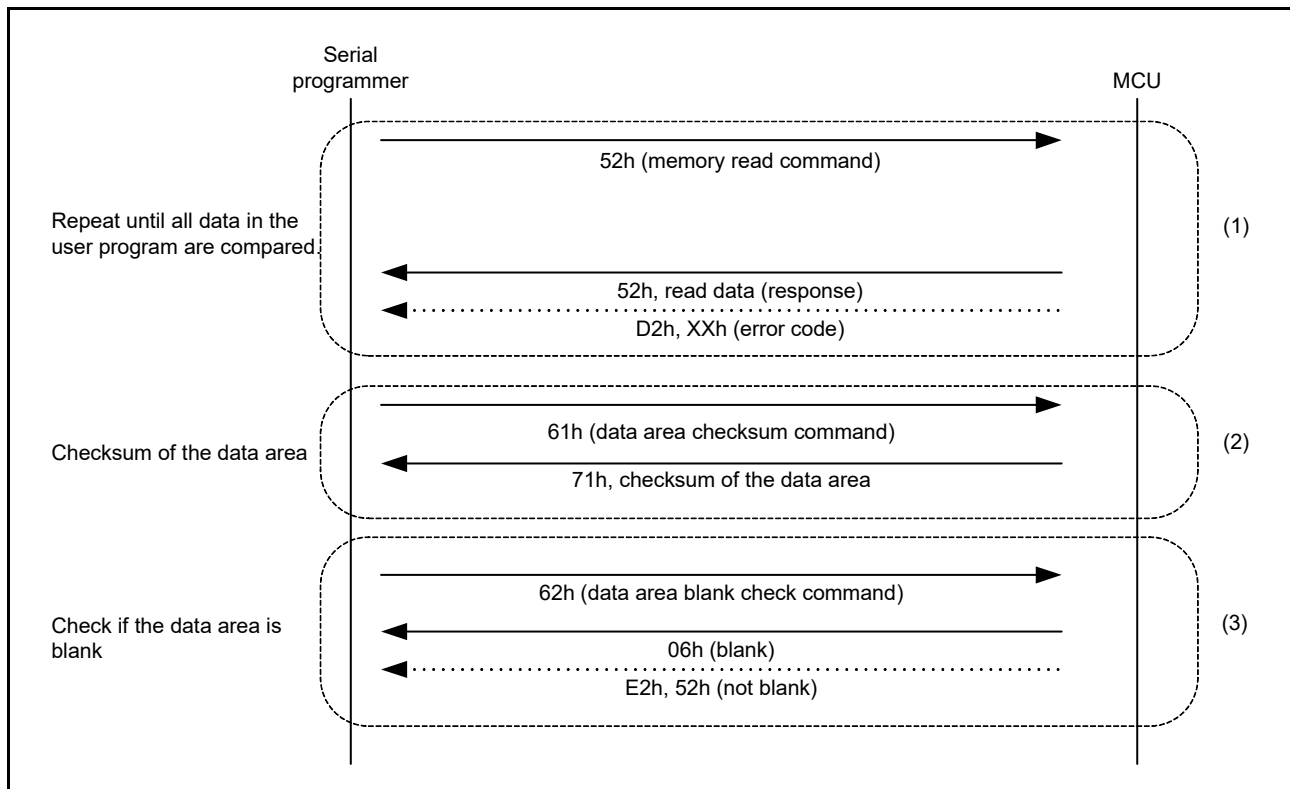 Serial
programmer
MCU
52h (memory read command)
Repeat until all data in the
user program are compared.
(1)
52h, read data (response)
D2h, XXh (error code)
61h (data area checksum command)
Checksum of the data area
(2)
71h, checksum of the data area
62h (data area blank check command)
Check if the data area is
blank
(3)
06h (blank)
E2h, 52h (not blank)